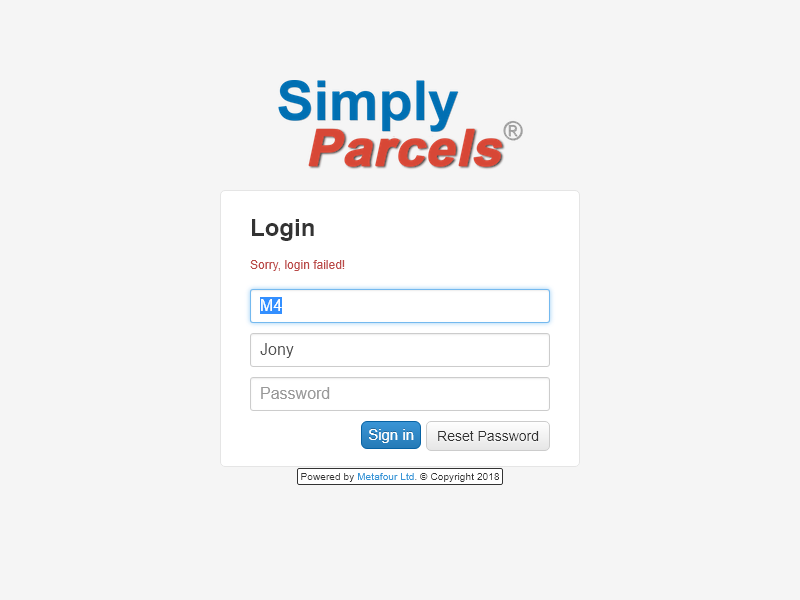 Simply
Parcels®
Login
Sorry, login failed!
M4
Jony
Password
Sign in Reset Password
Powered by Metafour Ltd. © Copyright 2018